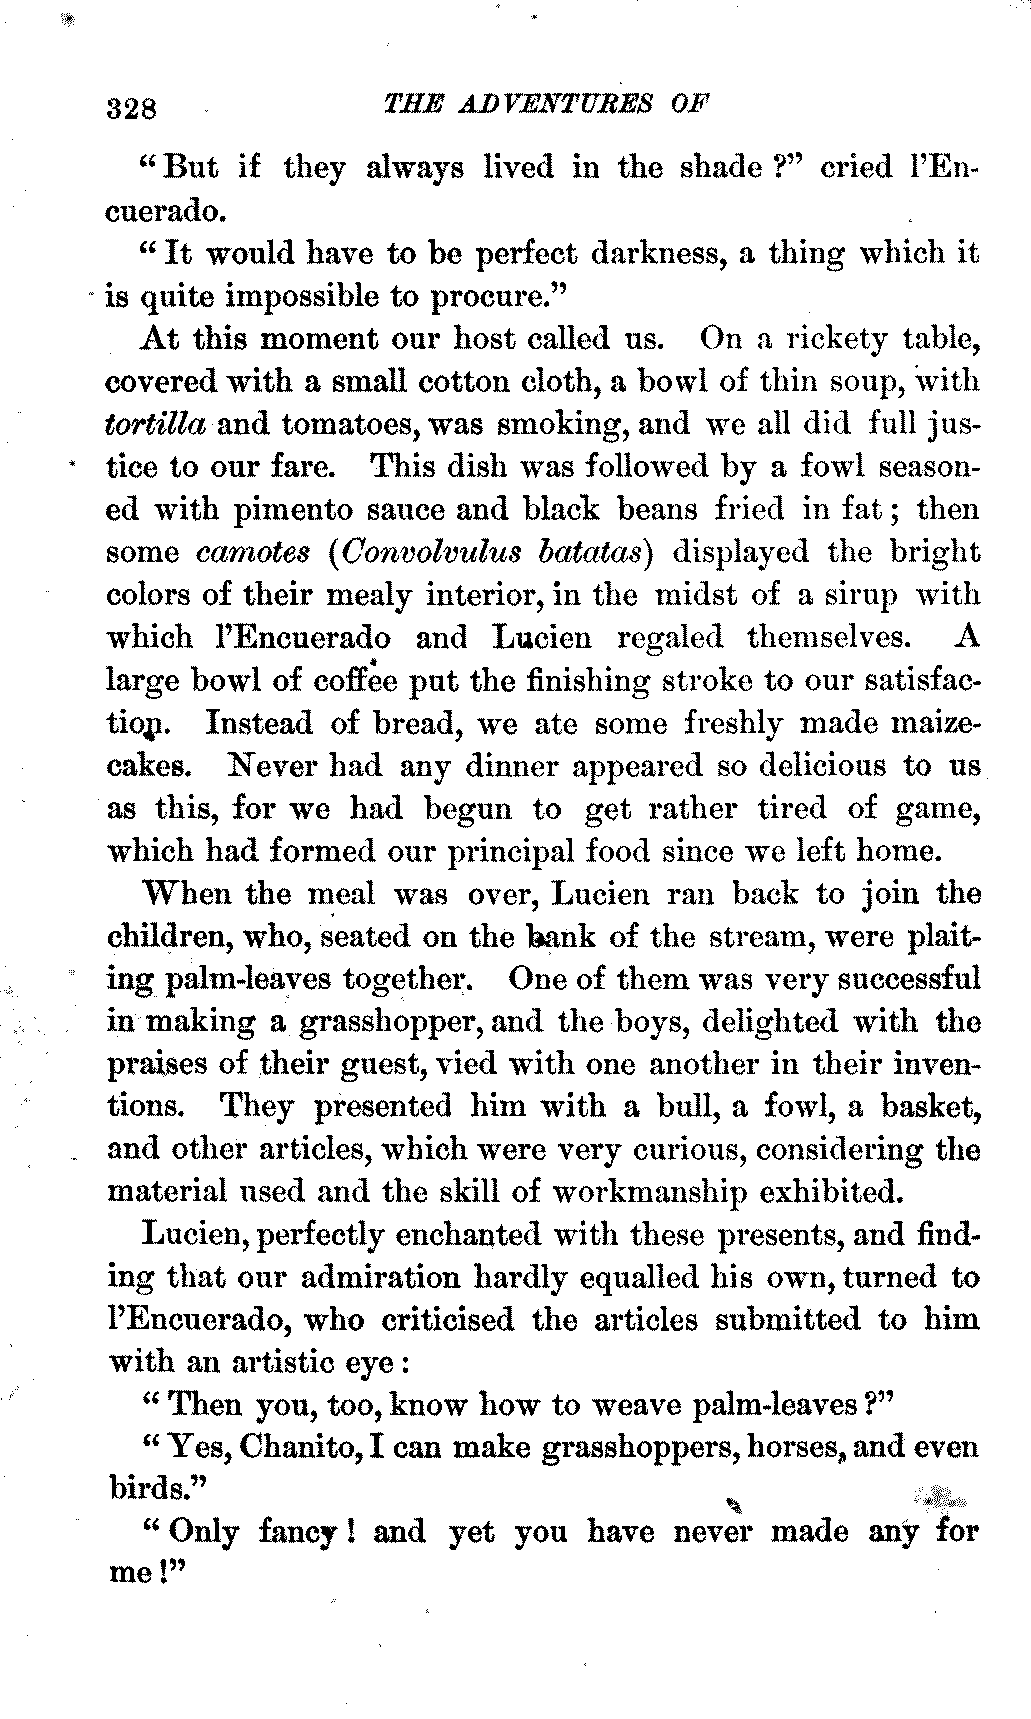 328 THE ADVENTURES OF
"But if they always lived in the shade?" cried l'En-
cuerado.
"It would have to be perfect darkness, a thing which it
is quite impossible to procure."
At this moment our host called us. On a rickety table,
covered with a small cotton cloth, a bowl of thin soup, with
tortilla and tomatoes, was smoking, and we all did full jus-
tice to our fare. This dish was followed by a fowl season-
ed with pimento sauce and black beans fried in fat; then
some camotes (Convolvulus batatas) displayed the bright
colors of their mealy interior, in the midst of a sirup with
which l'Encuerado and Lucien regaled themselves. A
large bowl of coffee put the finishing stroke to our satisfac-
tion. Instead of bread, we ate some freshly made maize-
cakes. Never had any dinner appeared so delicious to us
as this, for we had begun to get rather tired of game,
which had formed our principal food since we left home.
When the meal was over, Lucien ran back to join the
children, who, seated on the bank of the stream, were plait-
ing palm-leaves together. One of them was very successful
in making a grasshopper, and the boys, delighted with the
praises of their guest, vied with one another in their inven-
tions. They presented him with a bull, a fowl, a basket,
and other articles, which were very curious, considering the
material used and the skill of workmanship exhibited.
Lucien, perfectly enchanted with these presents, and find-
ing that our admiration hardly equalled his own, turned to
l'Encuerado, who criticised the articles submitted to him
with an artistic eye:
"Then you, too, know how to weave palm-leaves?"
"Yes, Chanito, I can make grasshoppers, horses, and even
birds."
"Only fancy! and yet you have never made any for
me!"